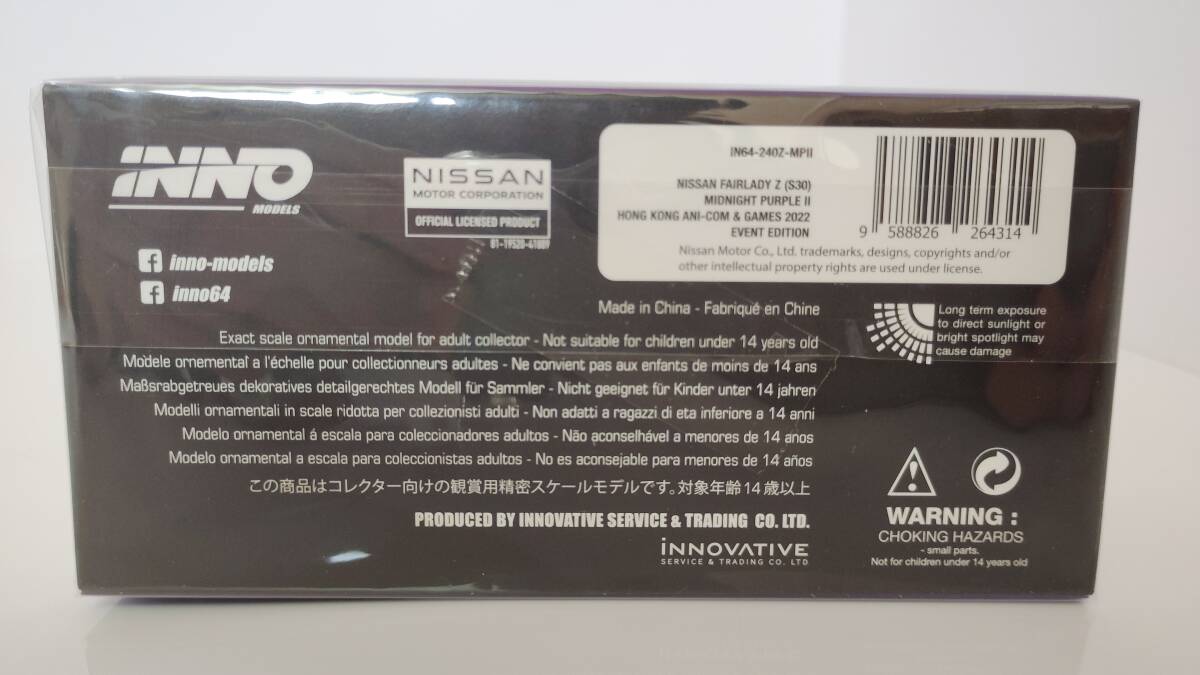 INNO
MODELS
inno-models
inno64
NISSAN
MOTOR CORPORATION
OFFICIAL LICENSED PRODUCT
IN64-240Z-MPII
NISSAN FAIRLADY Z (S30)
MIDNIGHT PURPLE II
HONG KONG ANI-COM & GAMES 2022
EVENT EDITION
9 588826 264314
Nissan Motor Co., Ltd. trademarks, designs, copyrights and/or
other intellectual property rights are used under license.
Made in China - Fabriqué en Chine
Long term exposure
to direct sunlight or
bright spotlight may
cause damage
Exact scale ornamental model for adult collector - Not suitable for children under 14 years old
Modèle ornemental a l'échelle pour collectionneurs adultes - Ne convient pas aux enfants de moins de 14 ans
Maßsrabgetreues dekoratives detailgerechtes Modell für Sammler - Nicht geeignet für Kinder unter 14 jahren
Modelli ornamentali in scale ridotta per collezionisti adulti - Non adatti a ragazzi di eta inferiore a 14 anni
Modelo ornamental á escala para coleccionadores adultos - Não aconselhável a menores de 14 anos
Modelo ornamental a escala para coleccionistas adultos - No es aconsejable para menores de 14 años
この商品はコレクター向けの観賞用精密スケールモデルです。対象年齢14歳以上
PRODUCED BY INNOVATIVE SERVICE & TRADING CO. LTD.
INNOVATIVE
SERVICE & TRADING CO. LTD
WARNING :
CHOKING HAZARDS
- small parts.
Not for children under 14 years old